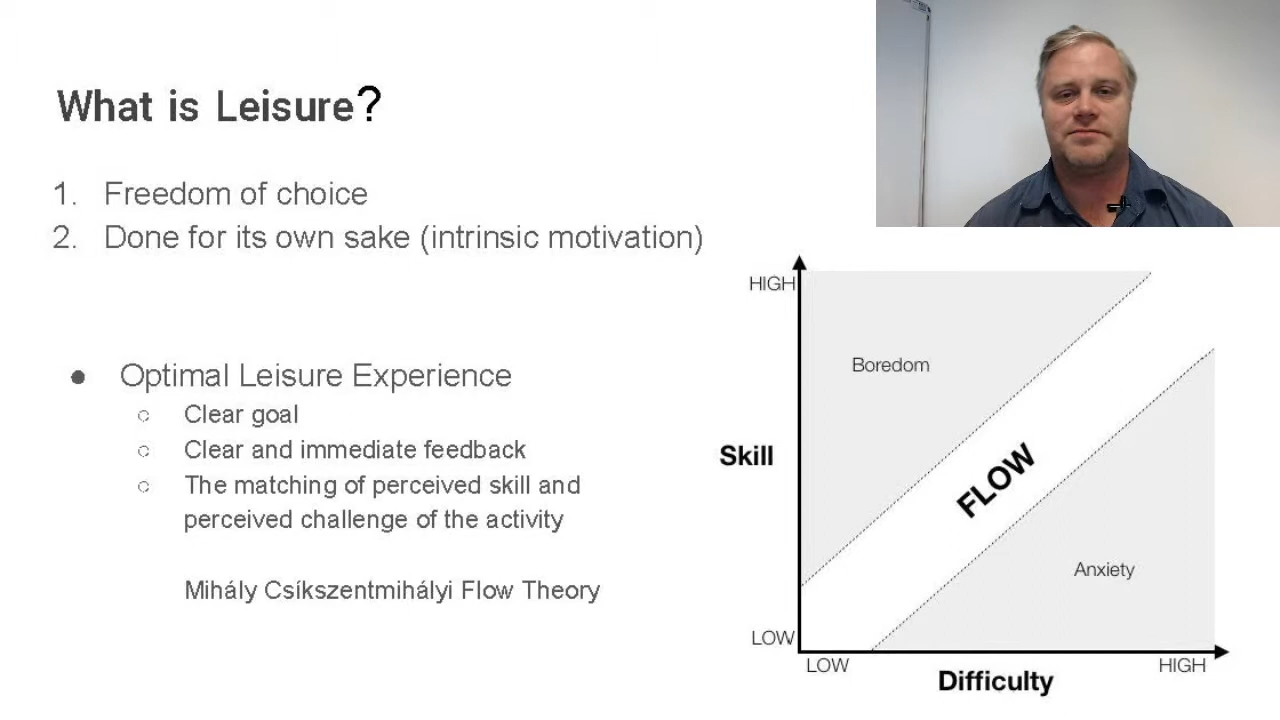 What is Leisure?
1. Freedom of choice
2. Done for its own sake (intrinsic motivation)
● Optimal Leisure Experience
○ Clear goal
○ Clear and immediate feedback
○ The matching of perceived skill and
perceived challenge of the activity
Mihály Csíkszentmihályi Flow Theory
HIGH
Boredom
Skill
FLOW
Anxiety
LOW
LOW
HIGH
Difficulty